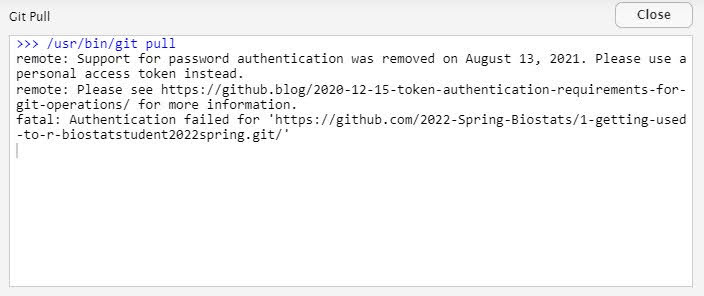 Git Pull
Close
>>> /usr/bin/git pull
remote: Support for password authentication was removed on August 13, 2021. Please use a
personal access token instead.
remote: Please see https://github.blog/2020-12-15-token-authentication-requirements-for-
git-operations/ for more information.
fatal: Authentication failed for 'https://github.com/2022-Spring-Biostats/1-getting-used
-to-r-biostatstudent2022spring.git/'